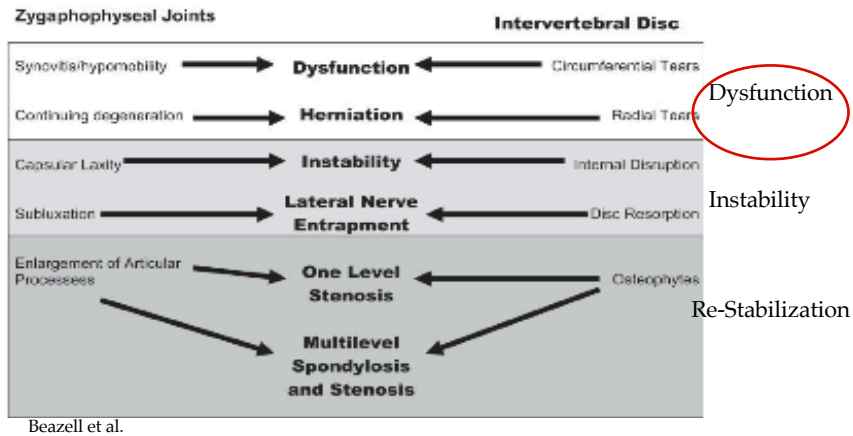 Zygaphophyseal Joints
Intervertebral Disc
Synovitis/hypomobility
Dysfunction
Circumferential Tears
Dysfunction
Continuing degeneration
Herniation
Radial Tears
Capsular Laxity
Instability
Internal Disruption
Instability
Subluxation
Lateral Nerve
Entrapment
Disc Resorption
Enlargement of Articular
Processess
One Level
Stenosis
Osteophytes
Re-Stabilization
Multilevel
Spondylosis
and Stenosis
Beazell et al.